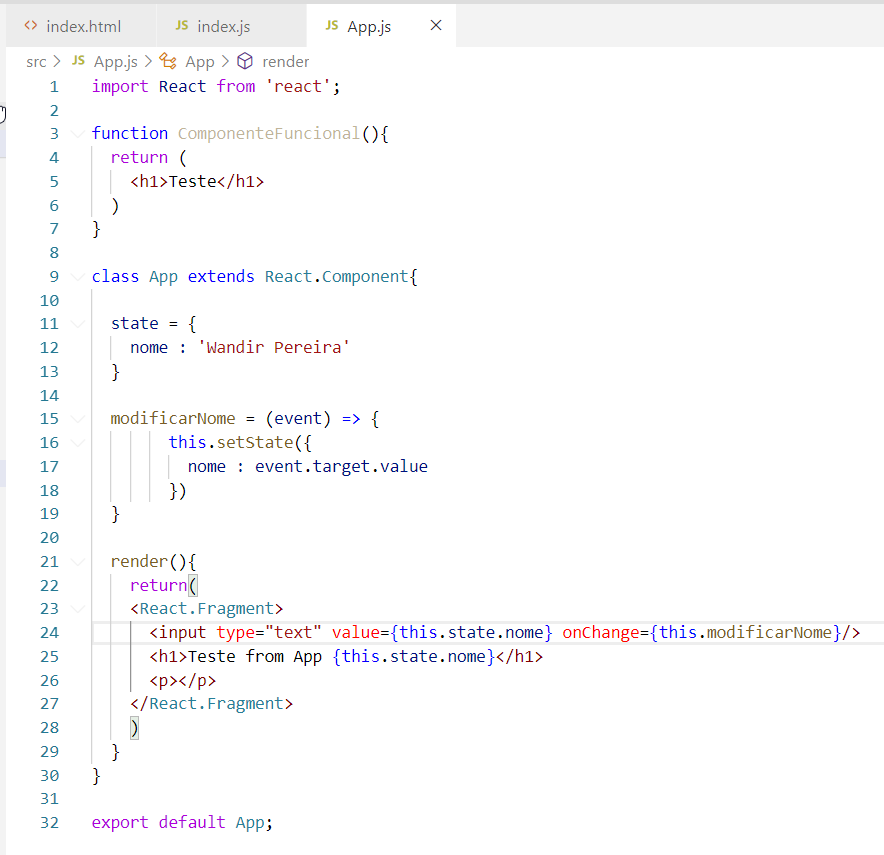 <> index.html JS index.js JS App.js ×
src > JS App.js > App > render
1 import React from 'react';
2
3 function ComponenteFuncional(){
4 return (
5 <h1>Teste</h1>
6 )
7 }
8
9 class App extends React.Component{
10
11 state = {
12 nome : 'Wandir Pereira'
13 }
14
15 modificarNome = (event) => {
16 this.setState({
17 nome : event.target.value
18 })
19 }
20
21 render(){
22 return(
23 <React.Fragment>
24 <input type="text" value={this.state.nome} onChange={this.modificarNome}/>
25 <h1>Teste from App {this.state.nome}</h1>
26 <p></p>
27 </React.Fragment>
28 )
29 }
30 }
31
32 export default App;